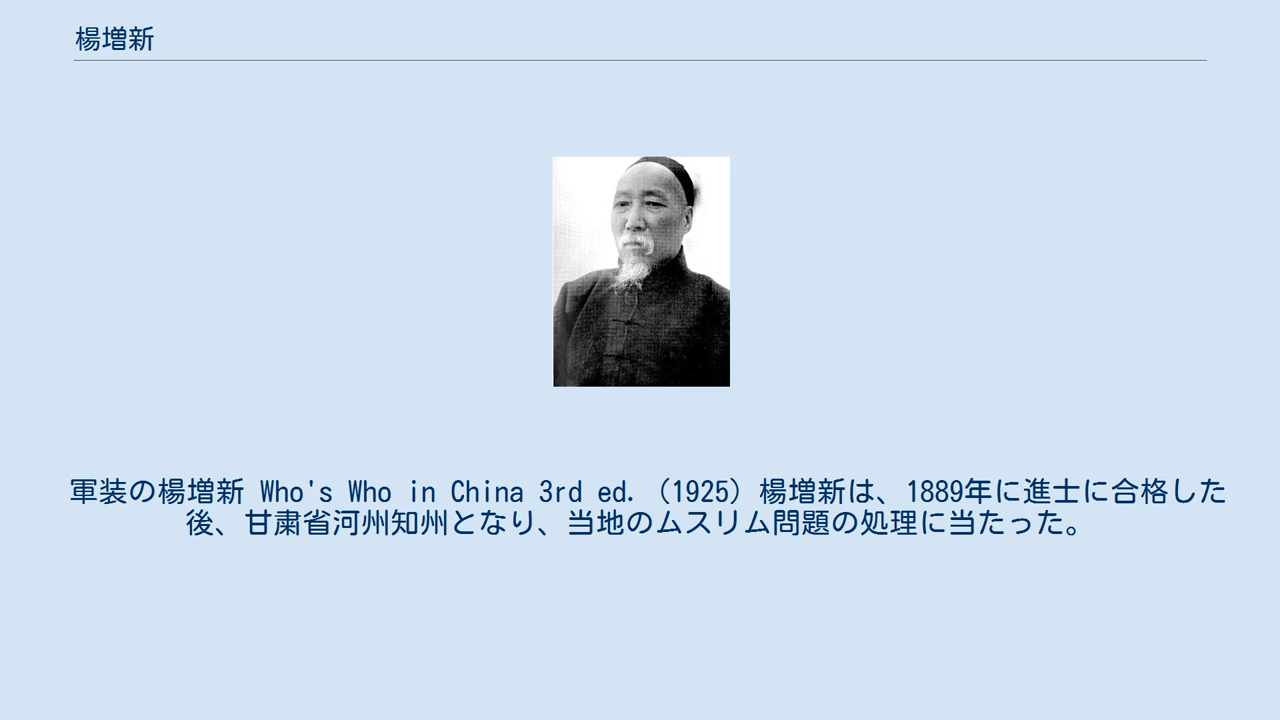 楊増新
軍装の楊増新 Who's Who in China 3rd ed. (1925) 楊増新は、1889年に進士に合格した
後、甘粛省河州知州となり、当地のムスリム問題の処理に当たった。